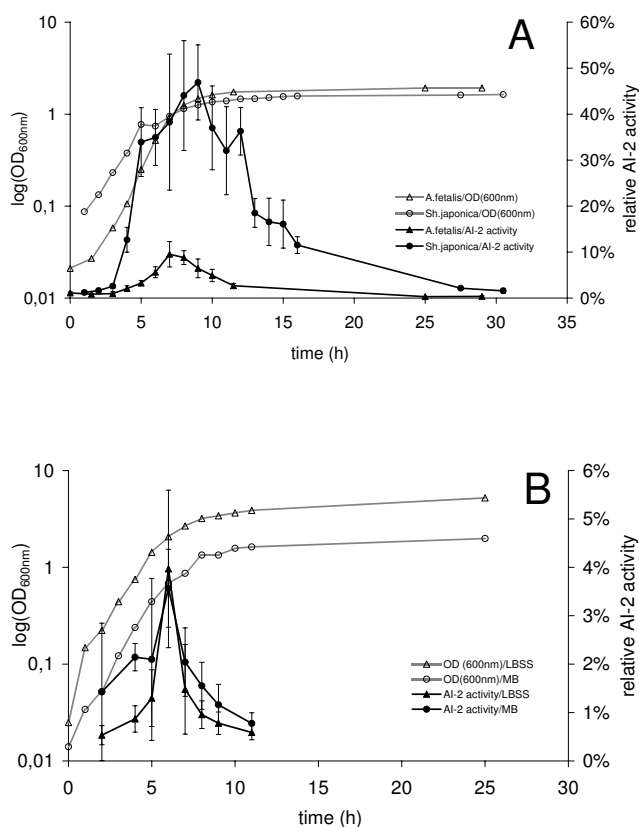 A
log(OD600nm)
10
1
0,1
0,01
60%
50%
40%
30%
20%
10%
0%
relative AI-2 activity
A.fetalis/OD(600nm)
Sh.japonica/OD(600nm)
A.fetalis/AI-2 activity
Sh.japonica/AI-2 activity
0 5 10 15 20 25 30 35
time (h)
B
log(OD600nm)
10
1
0,1
0,01
6%
5%
4%
3%
2%
1%
0%
relative AI-2 activity
OD (600nm)/LBSS
OD(600nm)/MB
AI-2 activity/LBSS
AI-2 activity/MB
0 5 10 15 20 25 30
time (h)